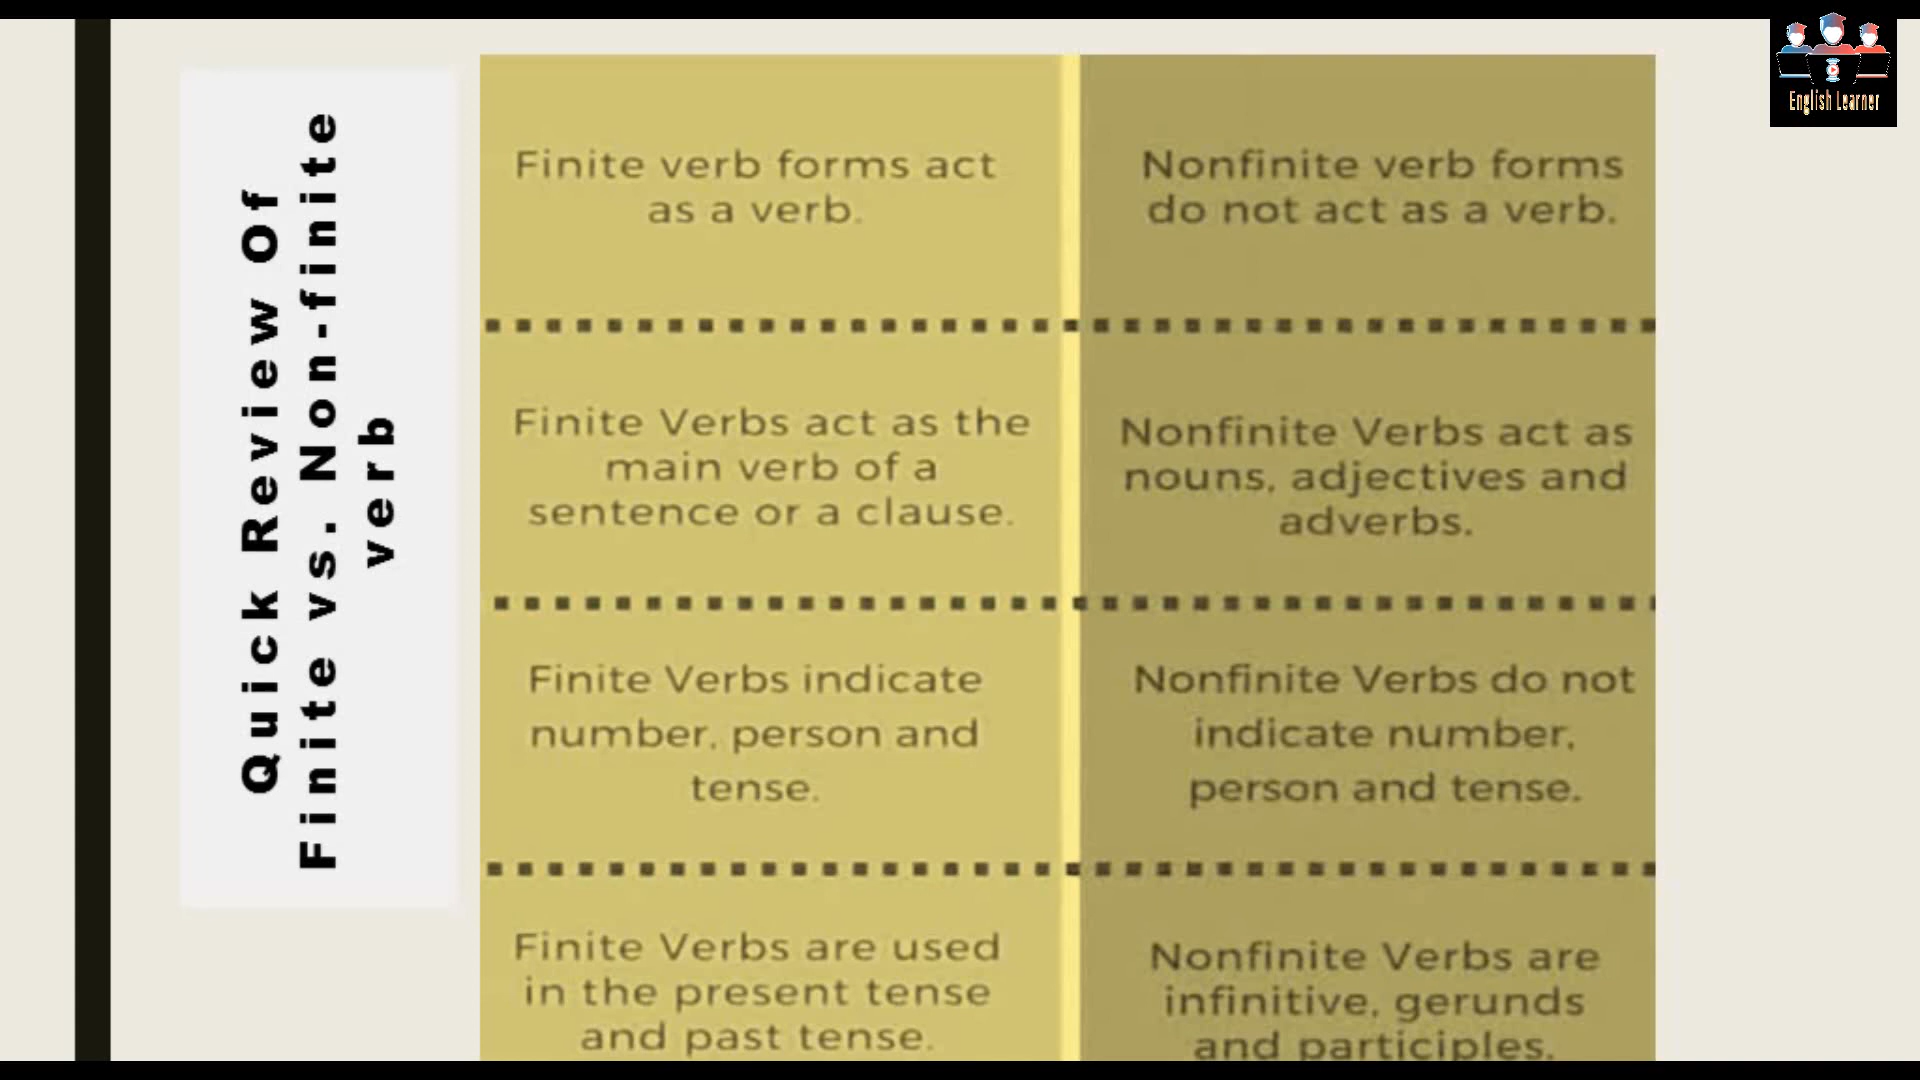 Quick Review Of
Finite vs. Non-finite
verb
Finite verb forms act
as a verb.
Nonfinite verb forms
do not act as a verb.
Finite Verbs act as the
main verb of a
sentence or a clause.
Nonfinite Verbs act as
nouns, adjectives and
adverbs.
Finite Verbs indicate
number, person and
tense.
Nonfinite Verbs do not
indicate number,
person and tense.
Finite Verbs are used
in the present tense
and past tense.
Nonfinite Verbs are
infinitive, gerunds
and participles.
English Learner